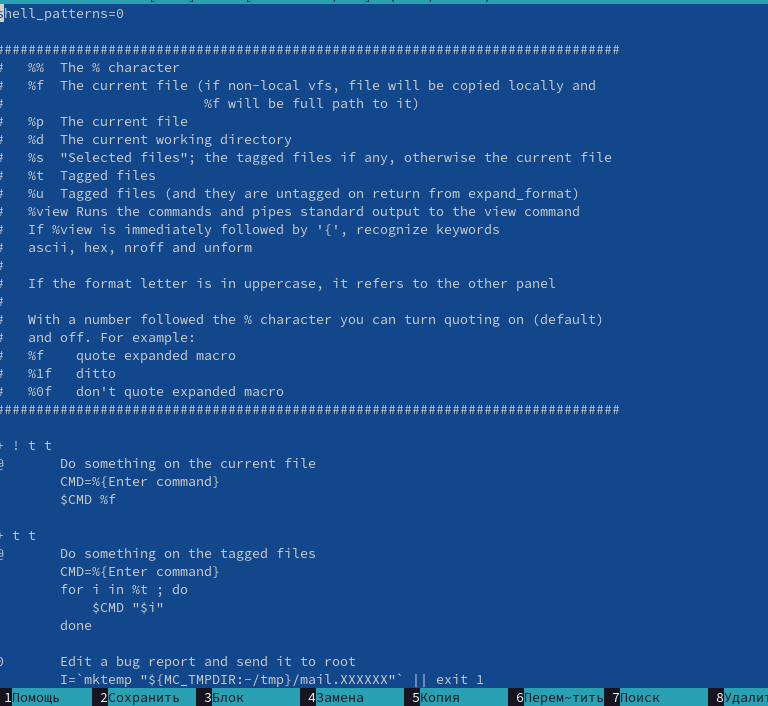 shell_patterns=0
###############################################################################
#   %%  The % character
#   %f  The current file (if non-local vfs, file will be copied locally and
#                         %f will be full path to it)
#   %p  The current file
#   %d  The current working directory
#   %s  "Selected files"; the tagged files if any, otherwise the current file
#   %t  Tagged files
#   %u  Tagged files (and they are untagged on return from expand_format)
#   %view Runs the commands and pipes standard output to the view command
#   If %view is immediately followed by '{', recognize keywords
#   ascii, hex, nroff and unform
#
#   If the format letter is in uppercase, it refers to the other panel
#
#   With a number followed the % character you can turn quoting on (default)
#   and off. For example:
#   %f    quote expanded macro
#   %1f   ditto
#   %0f   don't quote expanded macro
###############################################################################
+ ! t t
@       Do something on the current file
        CMD=%{Enter command}
        $CMD %f
+ t t
@       Do something on the tagged files
        CMD=%{Enter command}
        for i in %t ; do
            $CMD "$i"
        done
0       Edit a bug report and send it to root
        I=`mktemp "${MC_TMPDIR:-/tmp}/mail.XXXXXX"` || exit 1
1Помощь 2Сохранить 3Блок 4Замена 5Копия 6Перем~тить 7Поиск 8Удалит